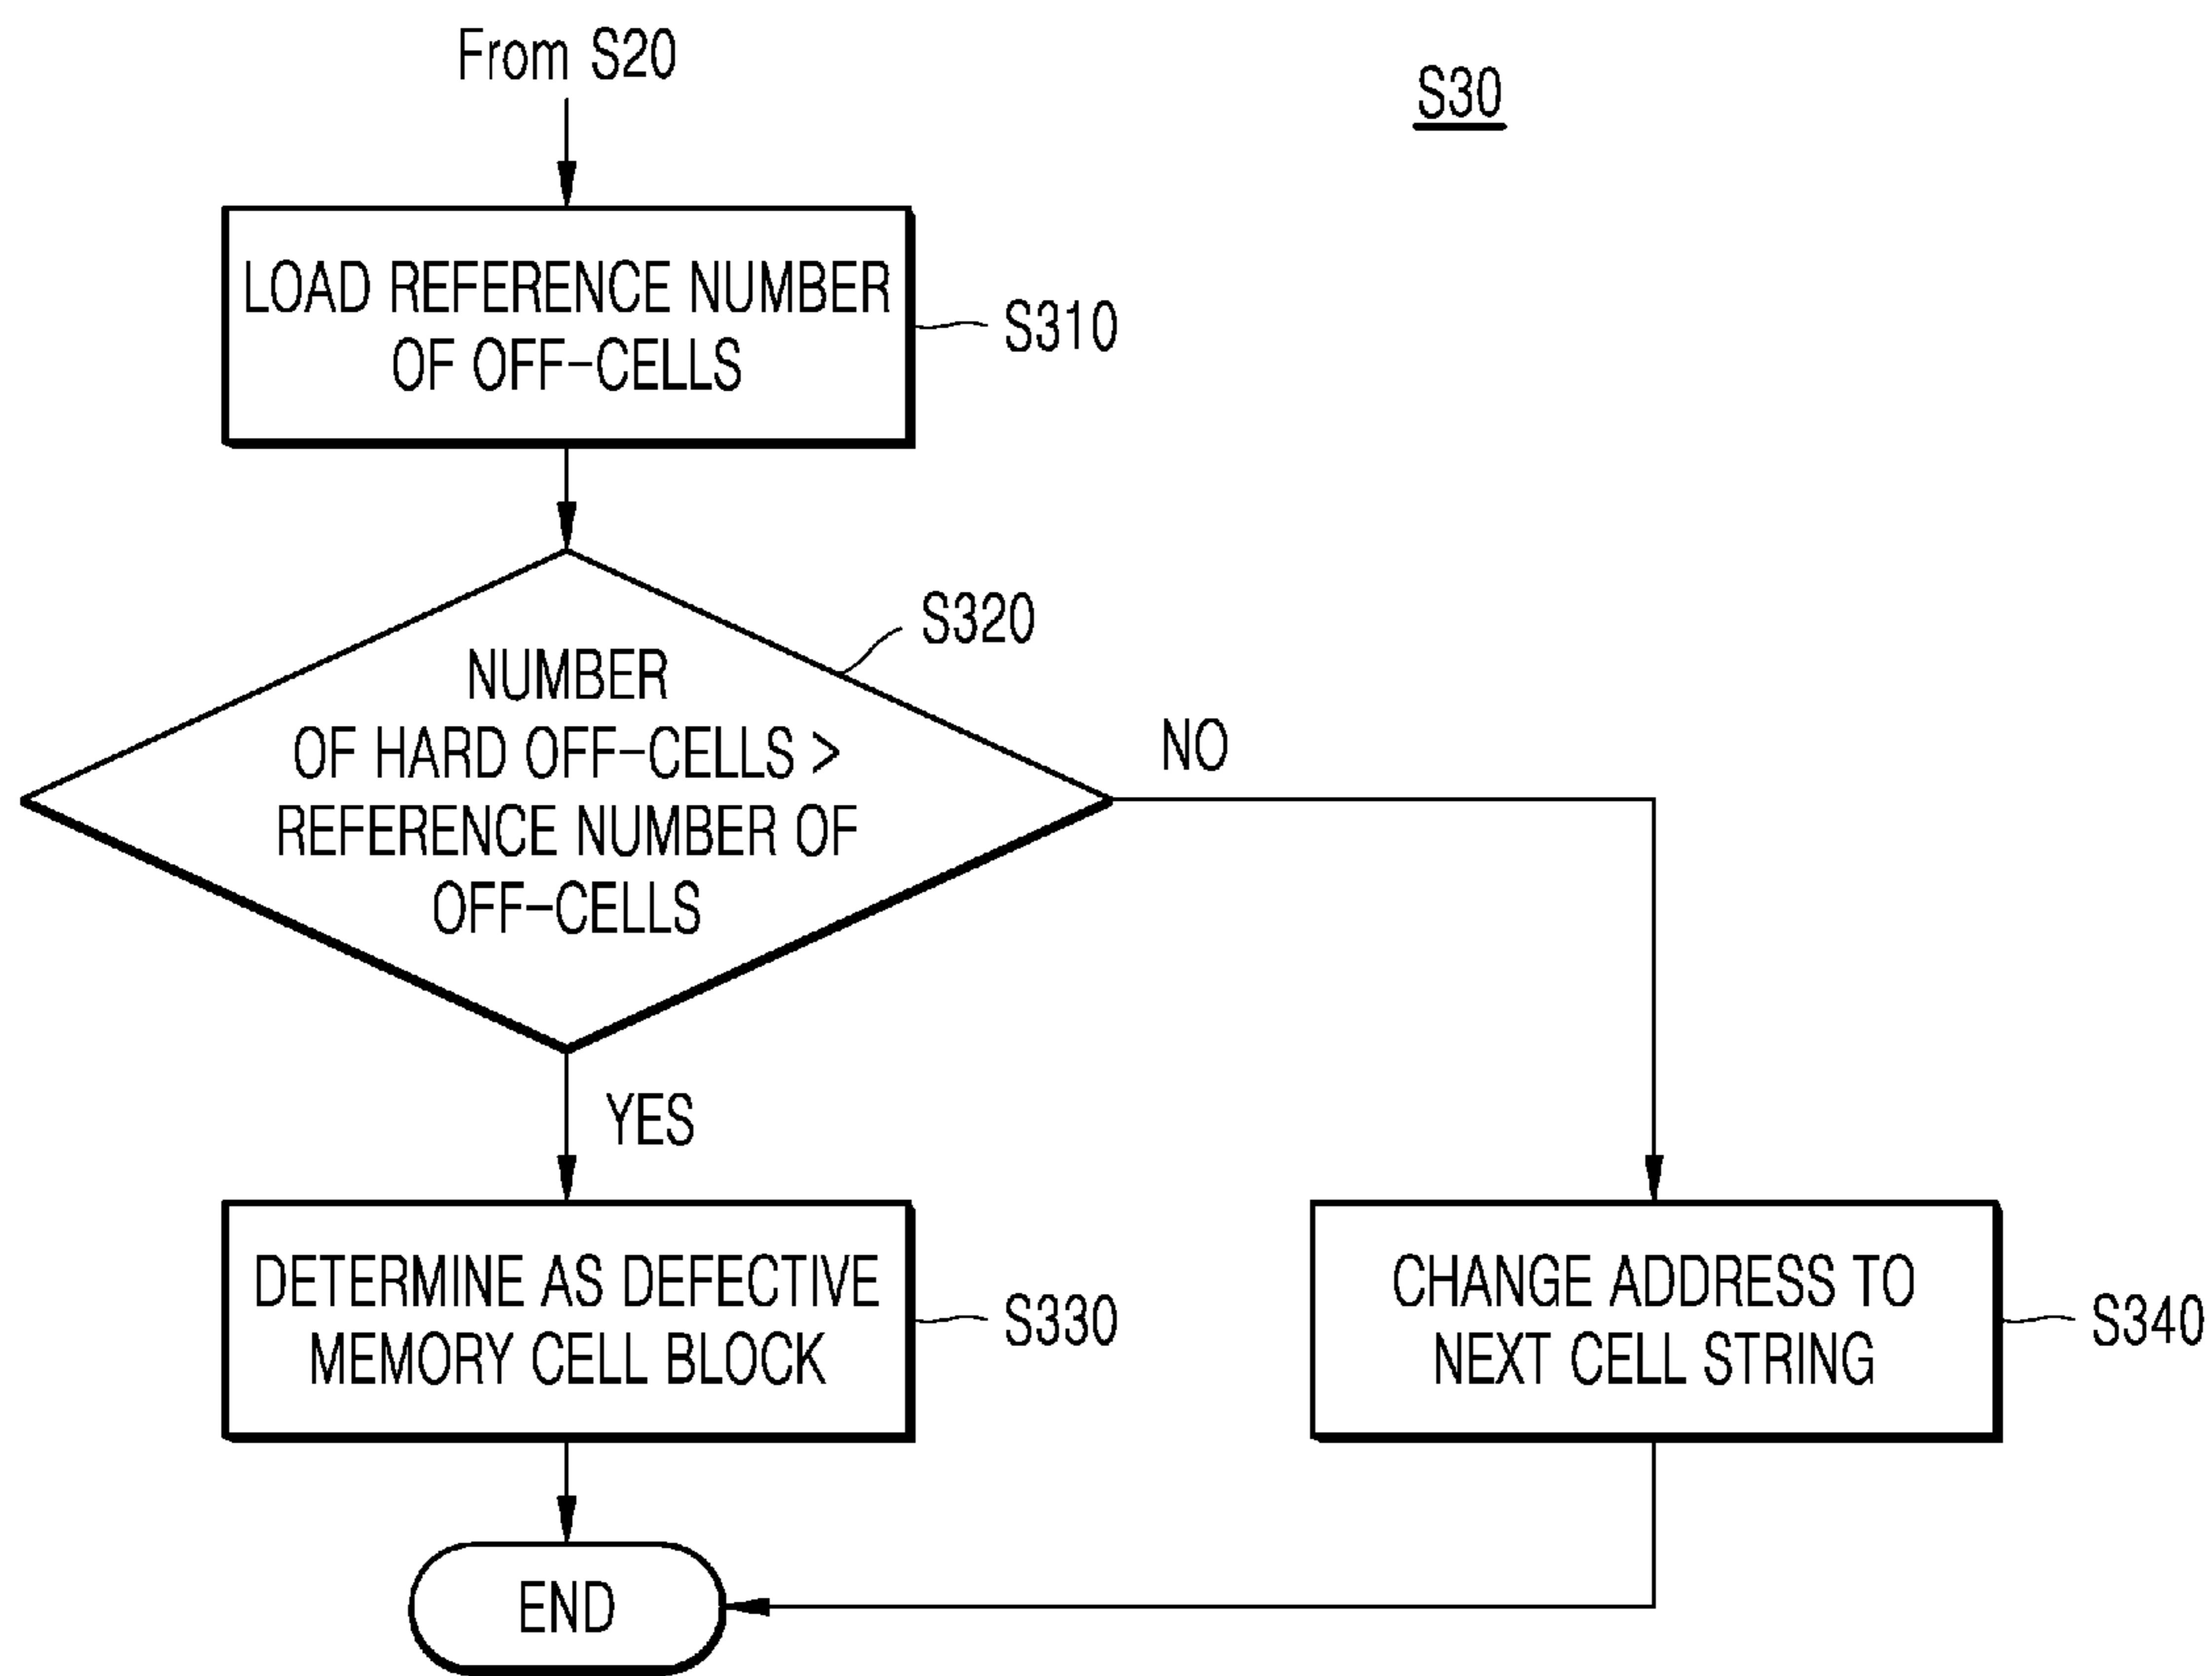 From S20
S30
LOAD REFERENCE NUMBER
OF OFF-CELLS
S310
S320
NUMBER
OF HARD OFF-CELLS >
REFERENCE NUMBER OF
OFF-CELLS
NO
YES
DETERMINE AS DEFECTIVE
MEMORY CELL BLOCK
S330
CHANGE ADDRESS TO
NEXT CELL STRING
S340
END